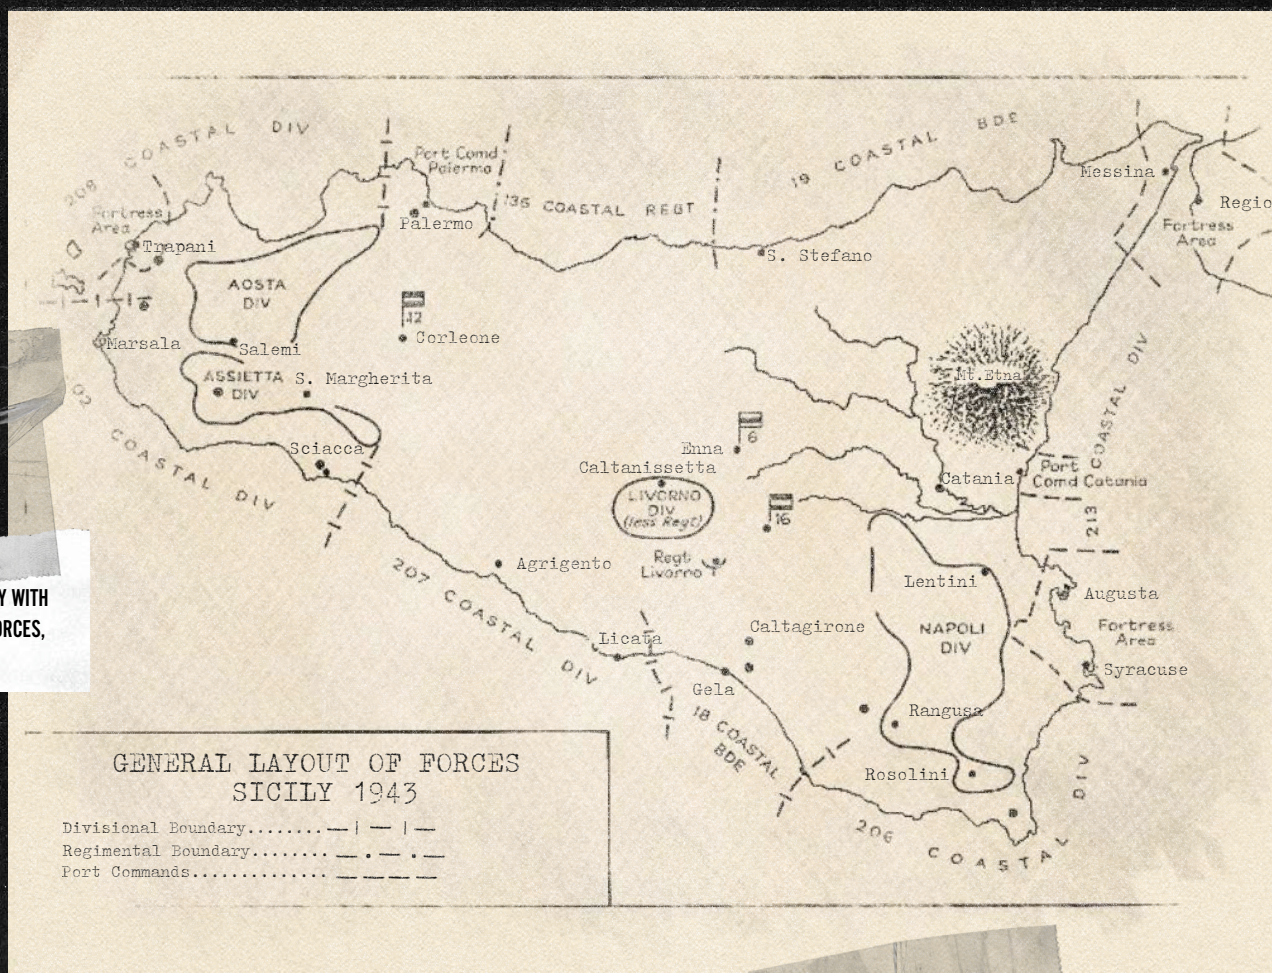 208 COASTAL DIV
19 COASTAL BDE
Port Comd
Palermo
Messina
136 COASTAL REGT
Regio
Fortress
Area
Palermo
Fortress
Area
Trapani
S. Stefano
AOSTA
DIV
12
Corleone
Marsala
Salemi
Mt.Etna
ASSIETTA
DIV
S. Margherita
02 COASTAL DIV
6
Enna
Sciacca
Caltanissetta
Port
Comd Catania
Catania
213 COASTAL DIV
LIVORNO
DIV
(less Regt)
16
Regt
Livorno
Agrigento
207 COASTAL DIV
Lentini
Augusta
Y WITH
ORCES,
Caltagirone
NAPOLI
DIV
Fortress
Area
Licata
Syracuse
Gela
Rangusa
18 COASTAL
BDE
Rosolini
206 COASTAL DIV
GENERAL LAYOUT OF FORCES
SICILY 1943
Divisional Boundary........
Regimental Boundary........
Port Commands..............